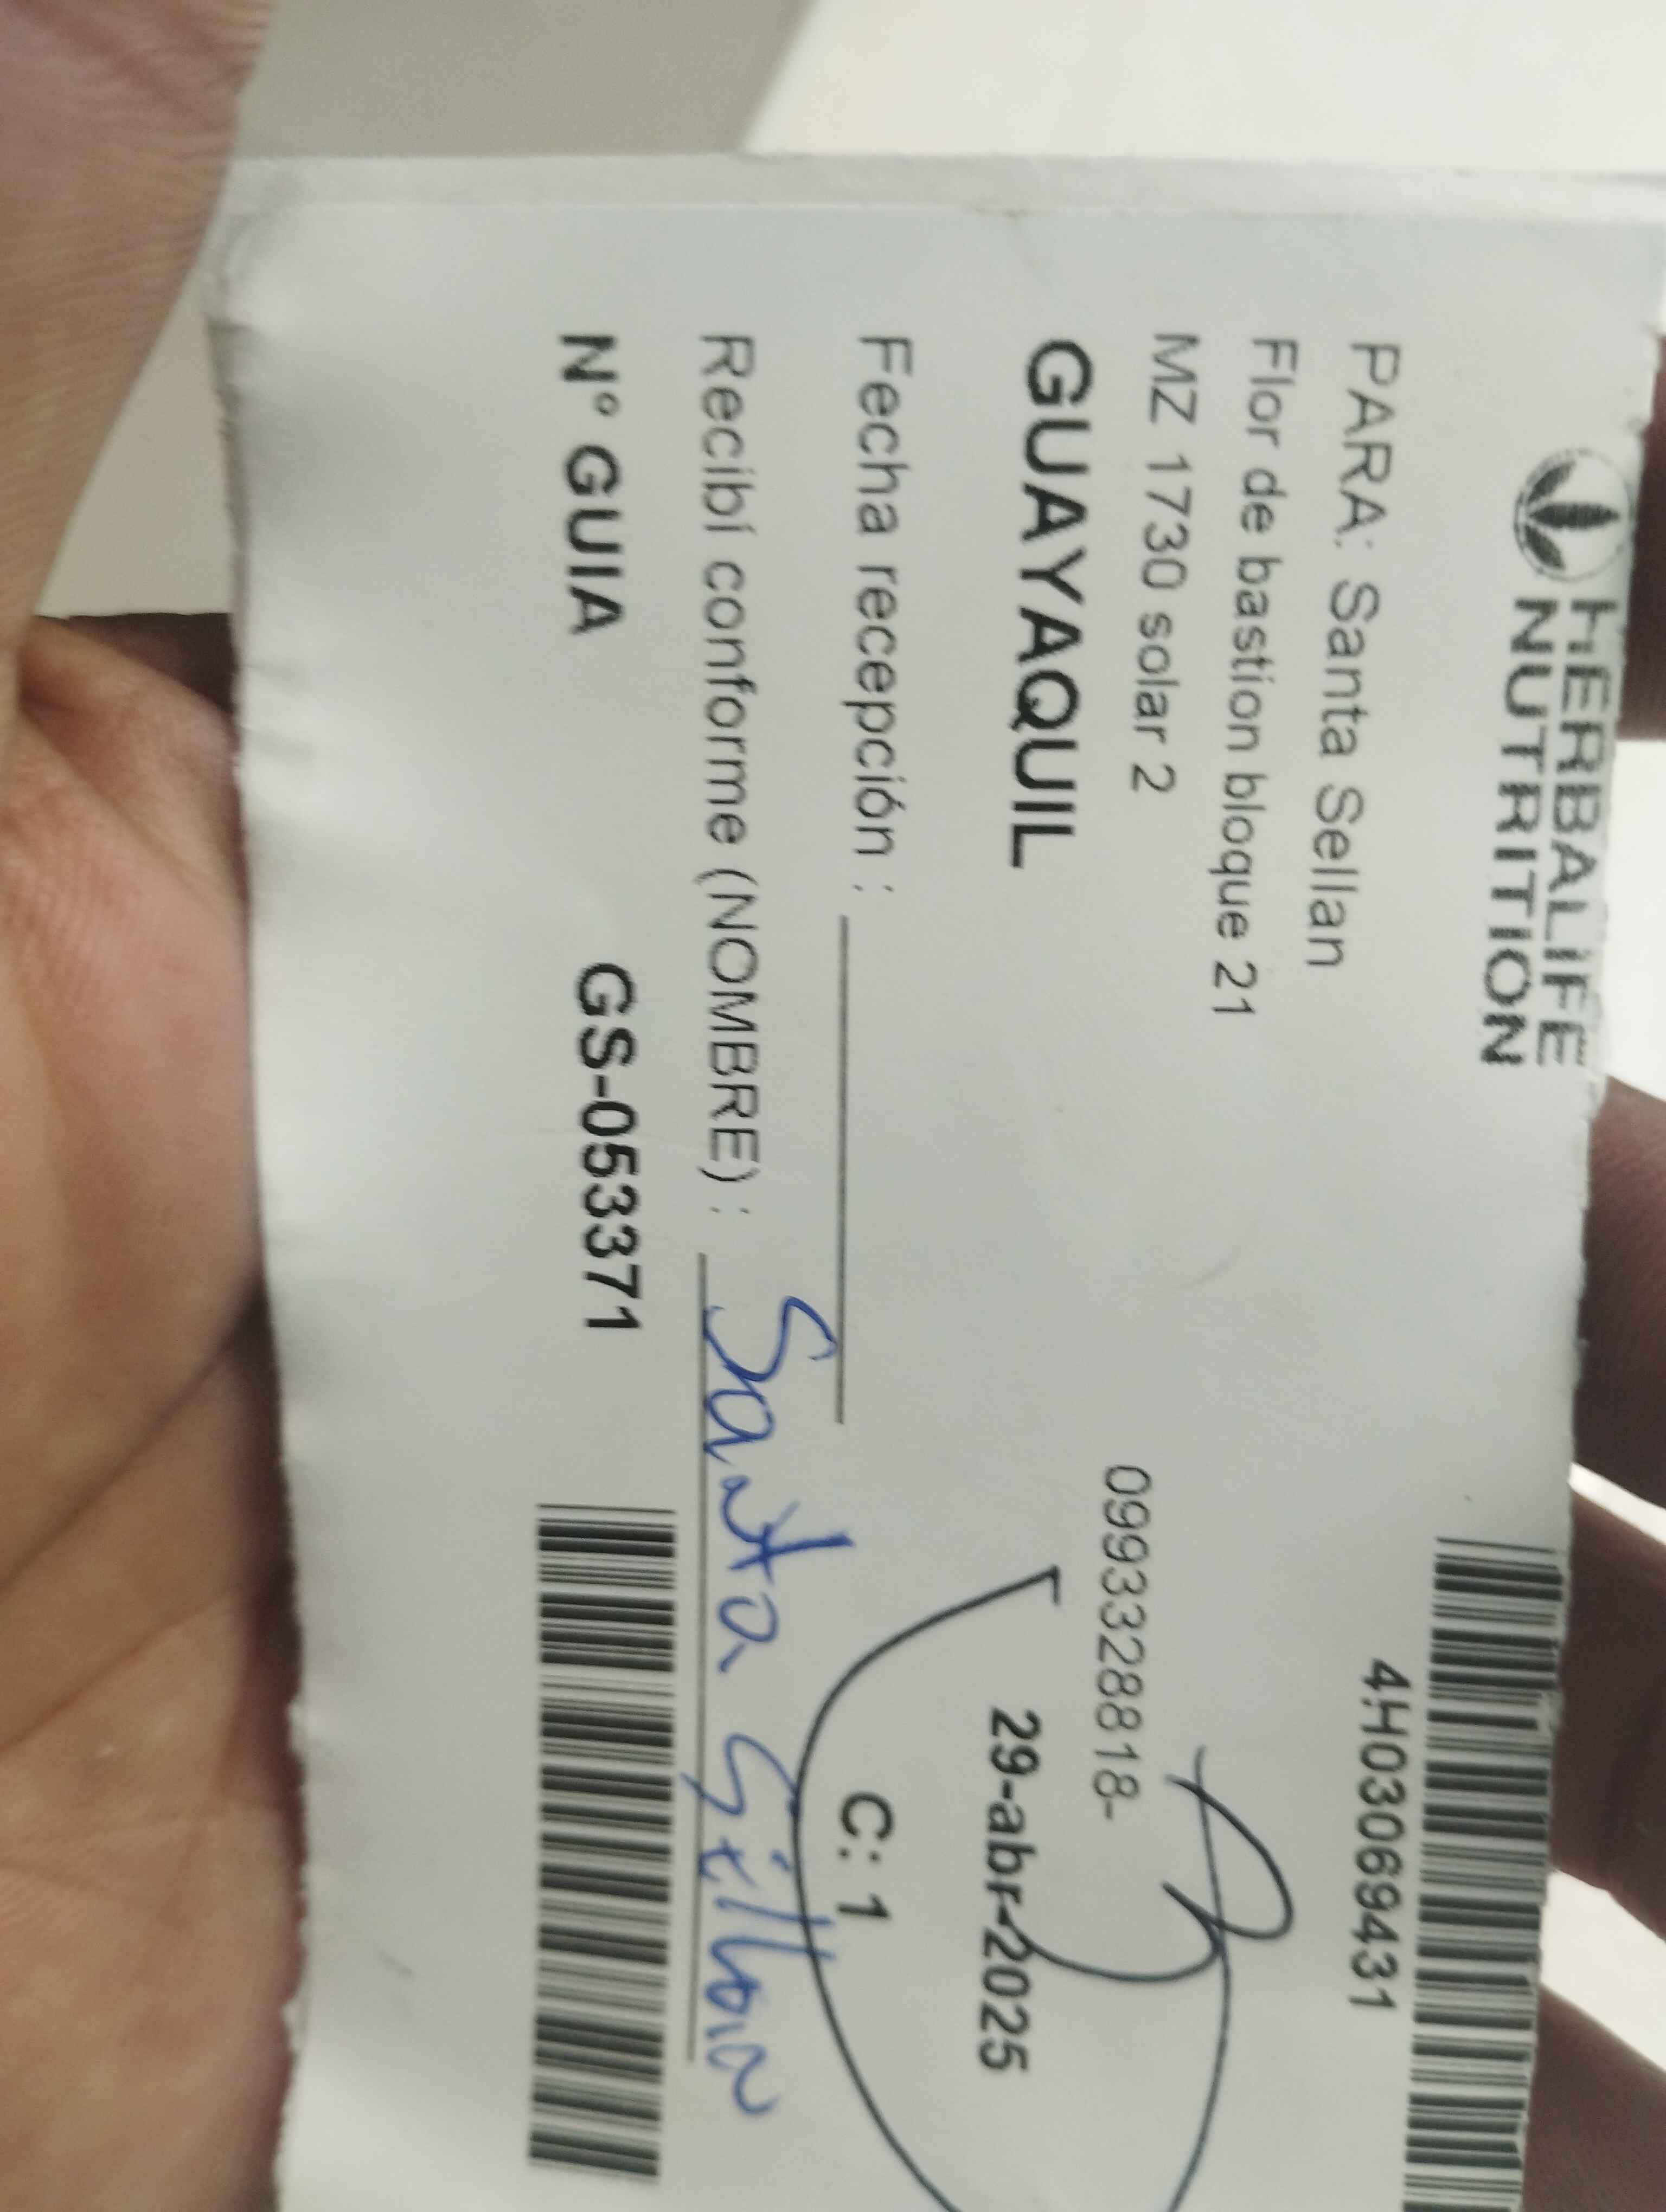 HERBALIFE
NUTRITION
4H03069431
PARA: Santa Sellan
Flor de bastion bloque 21
MZ 1730 solar 2
0993328818-
GUAYAQUIL
29-abr-2025
Fecha recepción :
C: 1
Recibí conforme (NOMBRE) : Santa Sillan
N° GUIA GS-053371